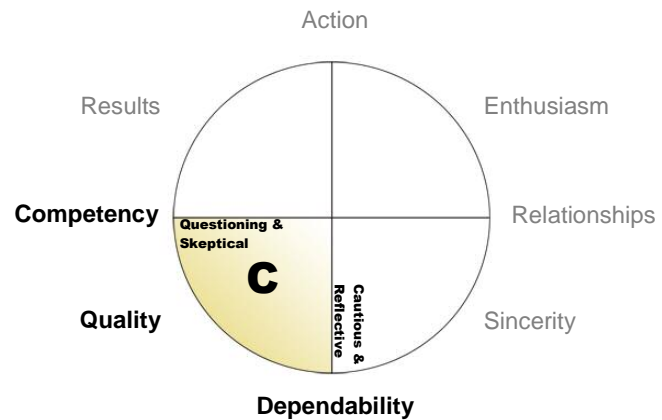 Action
Results
Enthusiasm
Competency
Questioning &
Skeptical
Relationships
C
Cautious &
Reflective
Quality
Sincerity
Dependability